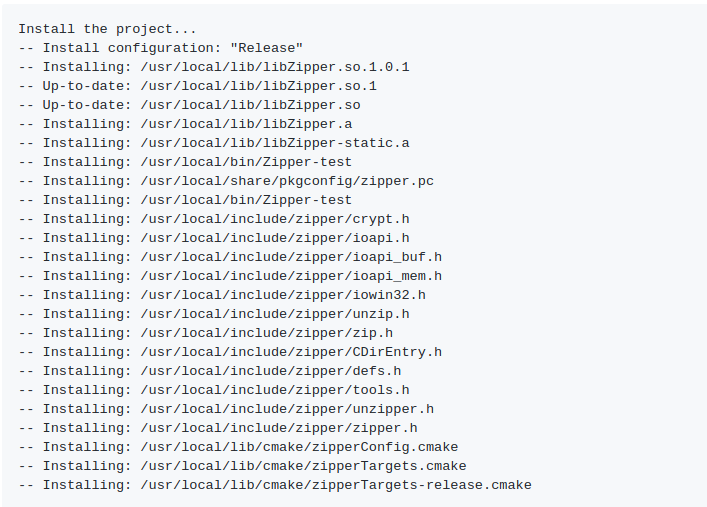 Install the project...
-- Install configuration: "Release"
-- Installing: /usr/local/lib/libZipper.so.1.0.1
-- Up-to-date: /usr/local/lib/libZipper.so.1
-- Up-to-date: /usr/local/lib/libZipper.so
-- Installing: /usr/local/lib/libZipper.a
-- Installing: /usr/local/lib/libZipper-static.a
-- Installing: /usr/local/bin/Zipper-test
-- Installing: /usr/local/share/pkgconfig/zipper.pc
-- Installing: /usr/local/bin/Zipper-test
-- Installing: /usr/local/include/zipper/crypt.h
-- Installing: /usr/local/include/zipper/ioapi.h
-- Installing: /usr/local/include/zipper/ioapi_buf.h
-- Installing: /usr/local/include/zipper/ioapi_mem.h
-- Installing: /usr/local/include/zipper/iowin32.h
-- Installing: /usr/local/include/zipper/unzip.h
-- Installing: /usr/local/include/zipper/zip.h
-- Installing: /usr/local/include/zipper/CDirEntry.h
-- Installing: /usr/local/include/zipper/defs.h
-- Installing: /usr/local/include/zipper/tools.h
-- Installing: /usr/local/include/zipper/unzipper.h
-- Installing: /usr/local/include/zipper/zipper.h
-- Installing: /usr/local/lib/cmake/zipperConfig.cmake
-- Installing: /usr/local/lib/cmake/zipperTargets.cmake
-- Installing: /usr/local/lib/cmake/zipperTargets-release.cmake